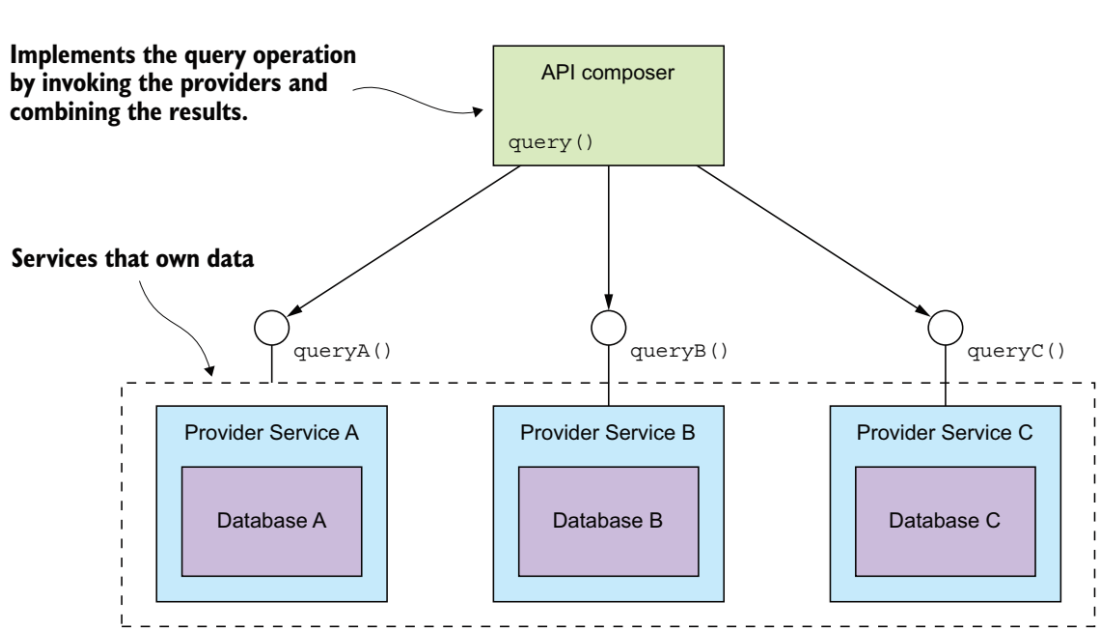 Implements the query operation
by invoking the providers and
combining the results.
API composer
query()
Services that own data
queryA()
queryB()
queryC()
Provider Service A
Provider Service B
Provider Service C
Database A
Database B
Database C